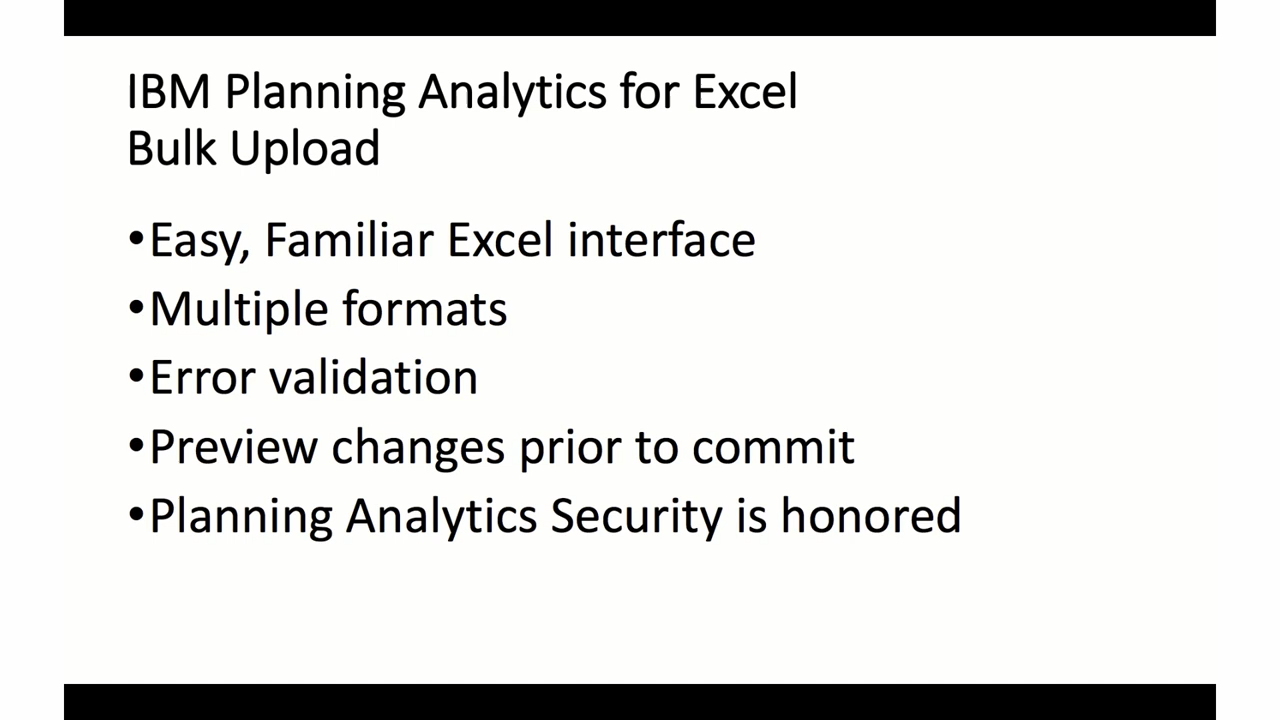 IBM Planning Analytics for Excel
Bulk Upload
•Easy, Familiar Excel interface
•Multiple formats
•Error validation
•Preview changes prior to commit
•Planning Analytics Security is honored